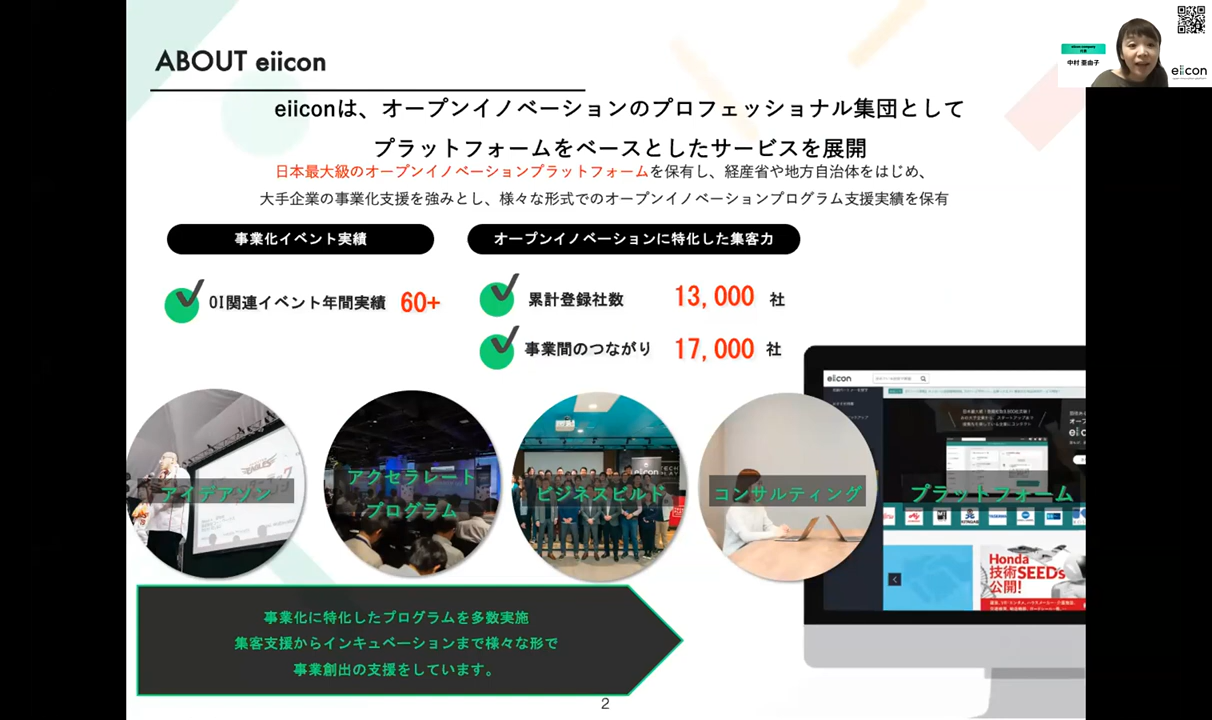 ABOUT eiicon
eiiconは、オープンイノベーションのプロフェッショナル集団として
プラットフォームをベースとしたサービスを展開
日本最大級のオープンイノベーションプラットフォームを保有し、経産省や地方自治体をはじめ、
大手企業の事業化支援を強みとし、様々な形式でのオープンイノベーションプログラム支援実績を保有
事業化イベント実績
オープンイノベーションに特化した集客力
OI関連イベント年間実績 60+
累計登録社数 13,000 社
事業間のつながり 17,000 社
アイデアソン
アクセラレート
プログラム
ビジネスビルド
コンサルティング
プラットフォーム
eiicon
EAGLES
eiicon
TECH
PLAY
Honda
技術SEEDs
公開!
事業化に特化したプログラムを多数実施
集客支援からインキュベーションまで様々な形で
事業創出の支援をしています。
2
中村 亜由子
eiicon